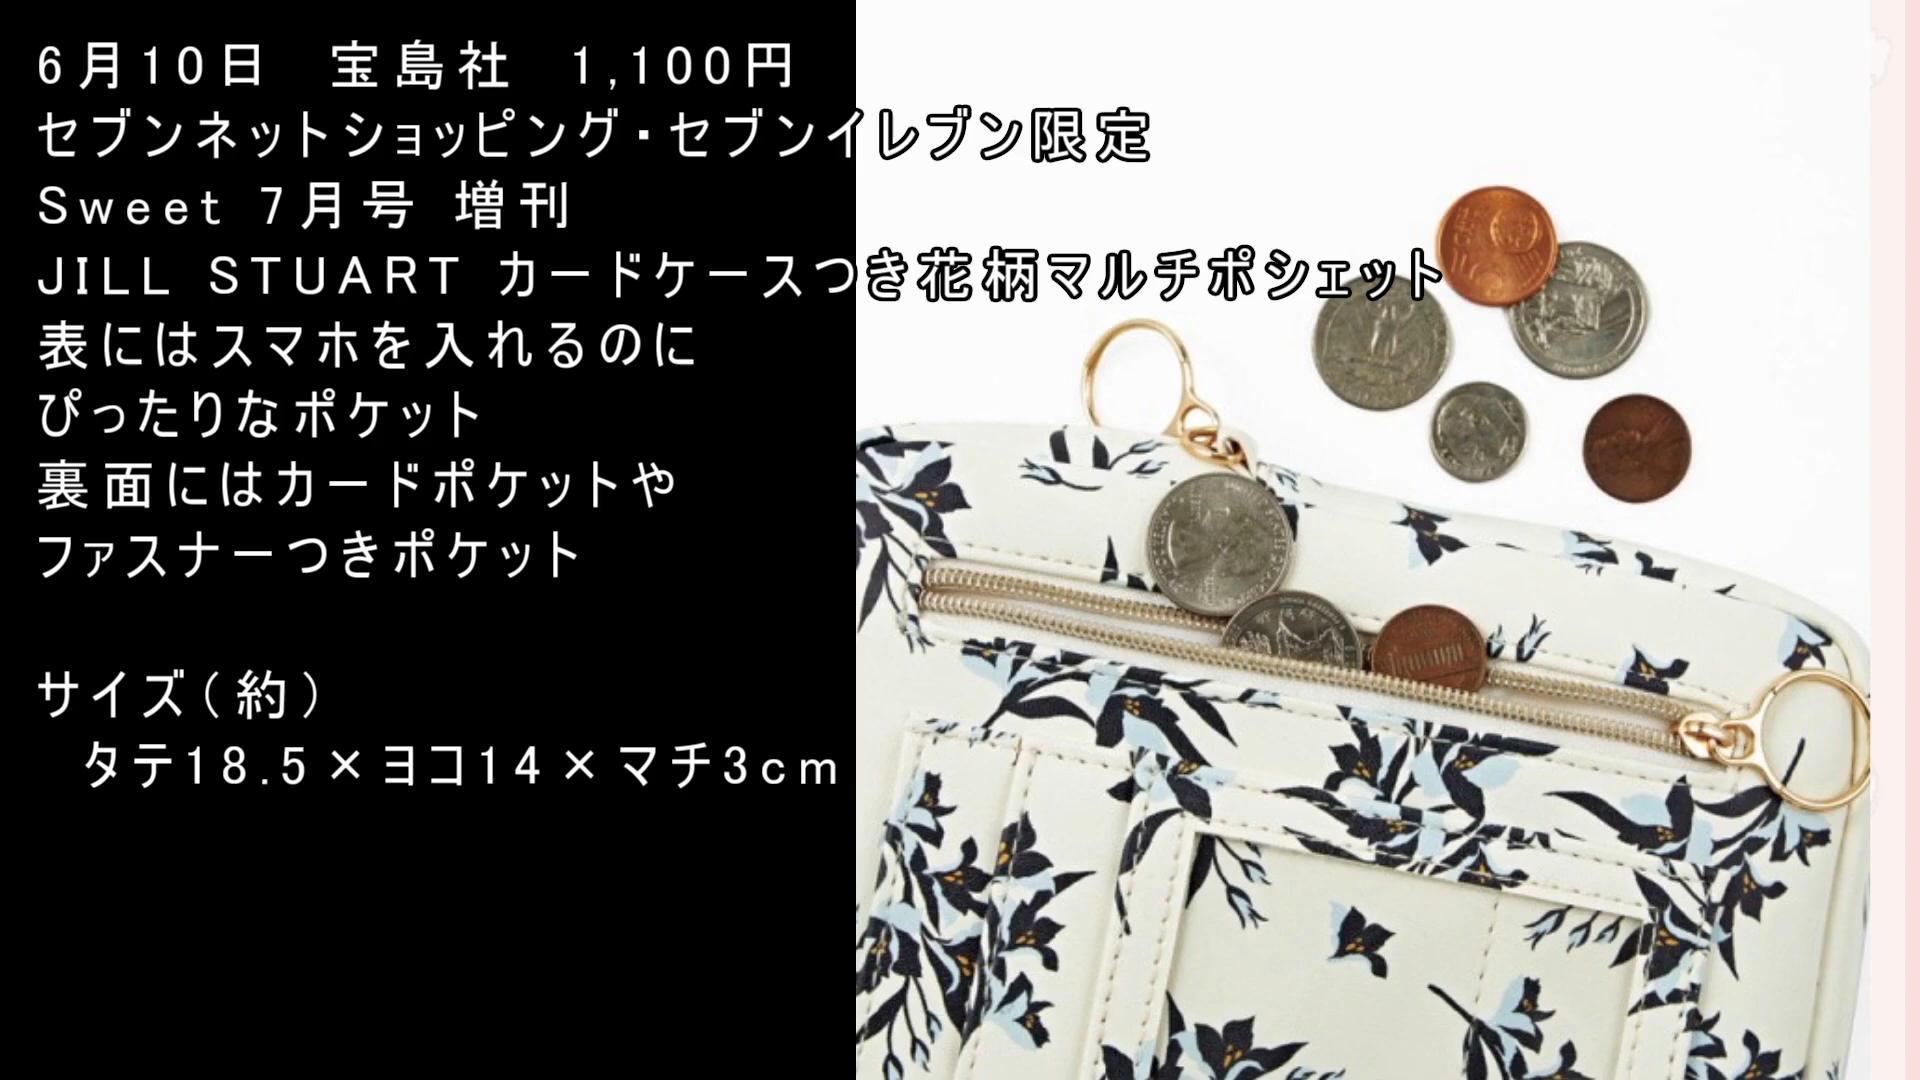 6月10日　宝島社　1,100円
セブンネットショッピング・セブンイレブン限定
Sweet 7月号 増刊
JILL STUART カードケースつき花柄マルチポシェット
表にはスマホを入れるのに
ぴったりなポケット
裏面にはカードポケットや
ファスナーつきポケット
サイズ(約)
タテ18.5×ヨコ14×マチ3cm